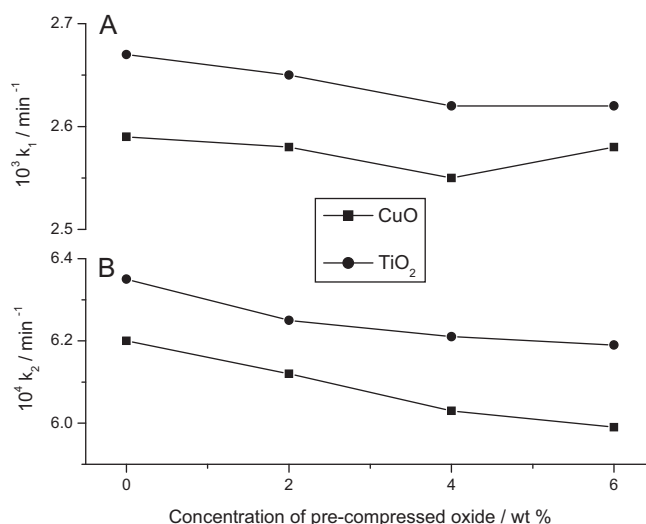 A
2.7
2.6
2.5
10³ k₁ / min⁻¹
CuO
TiO₂
B
6.4
6.2
6.0
10⁴ k₂ / min⁻¹
0 2 4 6
Concentration of pre-compressed oxide / wt %